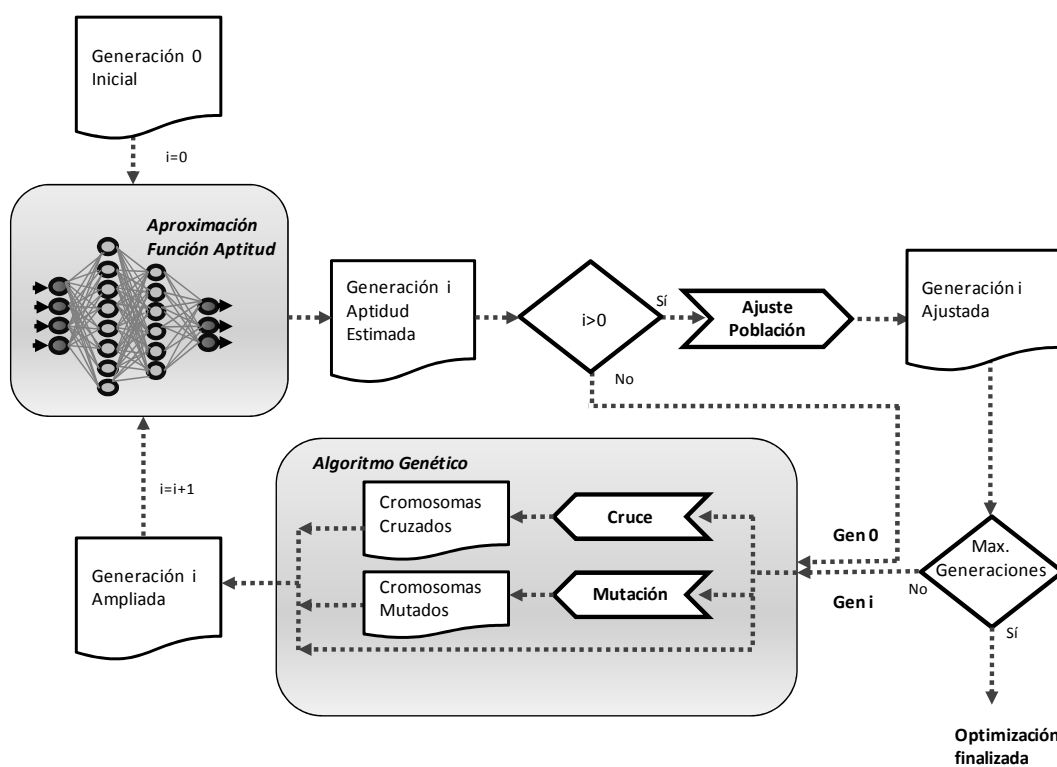 Generación 0
Inicial
i=0
Aproximación
Función Aptitud
Generación i
Aptidud
Estimada
i>0
Sí
No
Ajuste
Población
Generación i
Ajustada
Algoritmo Genético
Cromosomas
Cruzados
Cruce
Cromosomas
Mutados
Mutación
Gen 0
Gen i
Max.
Generaciones
No
Sí
i=i+1
Generación i
Ampliada
Optimización
finalizada